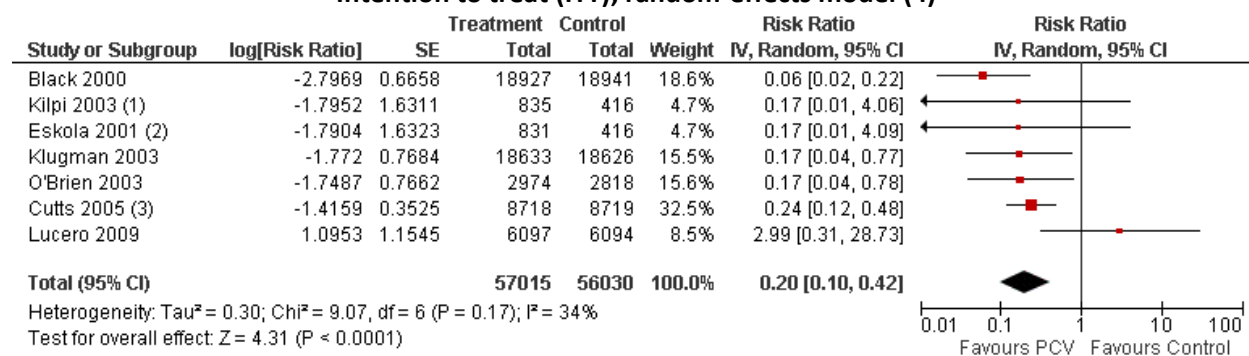 Intention to treat (ITT), random-effects model (4)
Treatment Control Risk Ratio Risk Ratio
Study or Subgroup log[Risk Ratio] SE Total Total Weight IV, Random, 95% CI IV, Random, 95% CI
Black 2000 -2.7969 0.6658 18927 18941 18.6% 0.06 [0.02, 0.22]
Kilpi 2003 (1) -1.7952 1.6311 835 416 4.7% 0.17 [0.01, 4.06]
Eskola 2001 (2) -1.7904 1.6323 831 416 4.7% 0.17 [0.01, 4.09]
Klugman 2003 -1.772 0.7684 18633 18626 15.5% 0.17 [0.04, 0.77]
O'Brien 2003 -1.7487 0.7662 2974 2818 15.6% 0.17 [0.04, 0.78]
Cutts 2005 (3) -1.4159 0.3525 8718 8719 32.5% 0.24 [0.12, 0.48]
Lucero 2009 1.0953 1.1545 6097 6094 8.5% 2.99 [0.31, 28.73]
Total (95% CI) 57015 56030 100.0% 0.20 [0.10, 0.42]
Heterogeneity: Tau² = 0.30; Chi² = 9.07, df = 6 (P = 0.17); I² = 34%
Test for overall effect: Z = 4.31 (P < 0.0001)
0.01 0.1 1 10 100
Favours PCV Favours Control